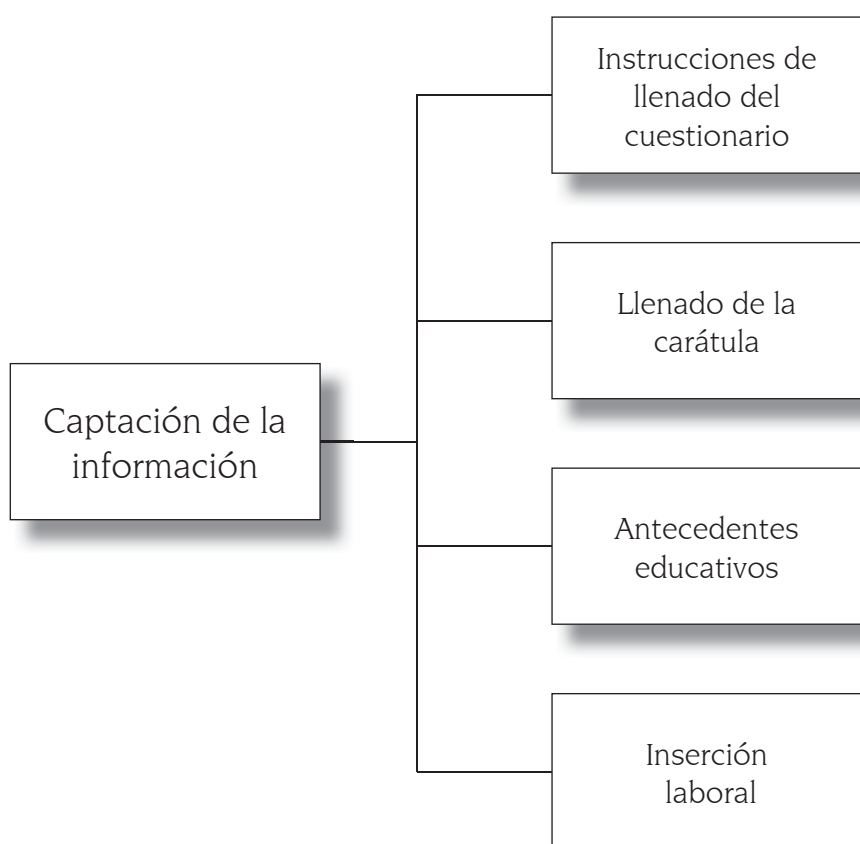 Instrucciones de
llenado del
cuestionario
Llenado de la
carátula
Captación de la
información
Antecedentes
educativos
Inserción
laboral